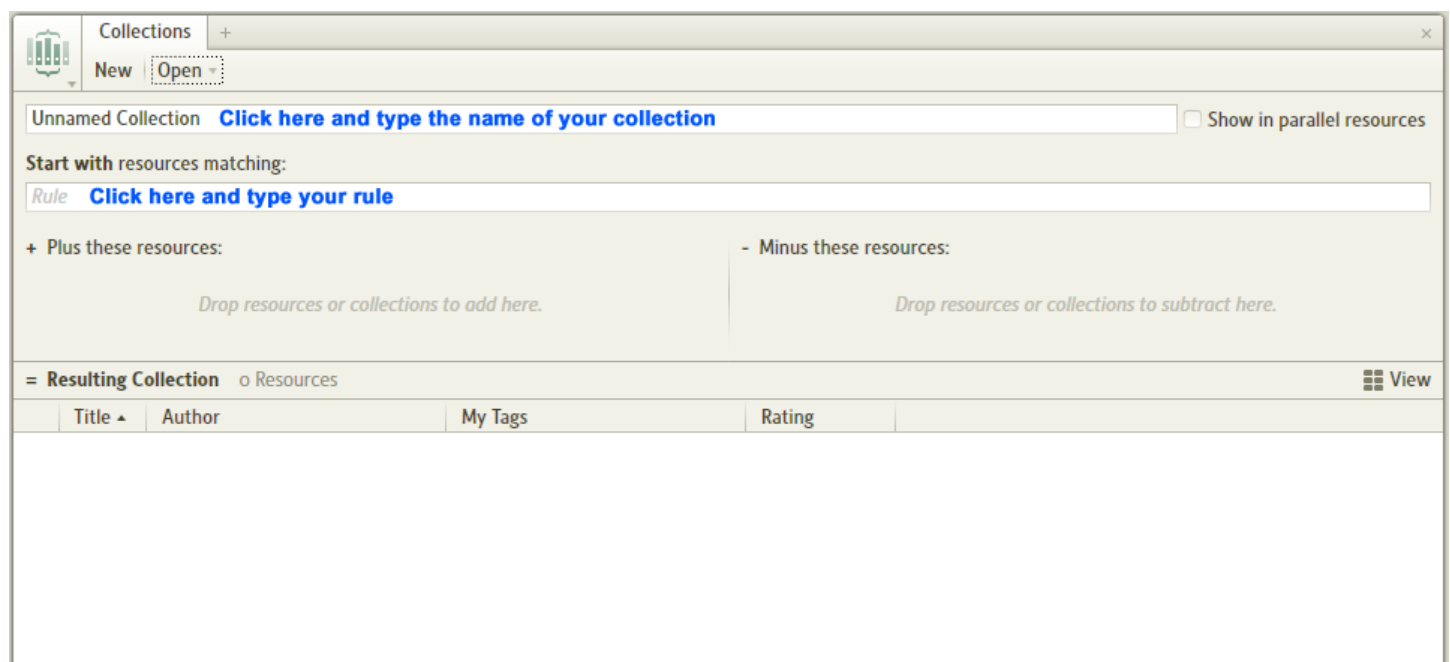 Collections +
New Open
Unnamed Collection Click here and type the name of your collection Show in parallel resources
Start with resources matching:
Rule Click here and type your rule
+ Plus these resources: - Minus these resources:
Drop resources or collections to add here. Drop resources or collections to subtract here.
= Resulting Collection 0 Resources View
Title Author My Tags Rating